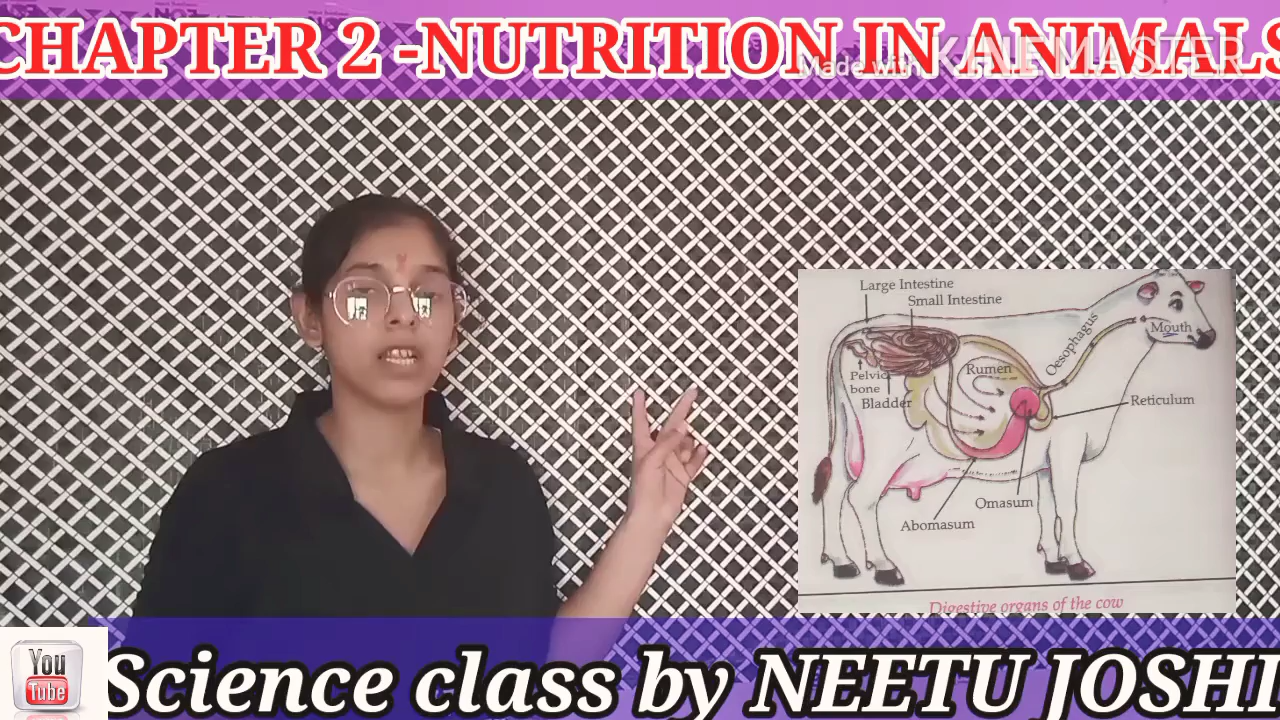 CHAPTER 2 -NUTRITION IN ANIMALS
Made with KINEMASTER
Large Intestine
Small Intestine
Oesophagus
Mouth
Rumen
Pelvic
bone
Bladder
Reticulum
Omasum
Abomasum
Digestive organs of the cow
You
Tube
Science class by NEETU JOSHI